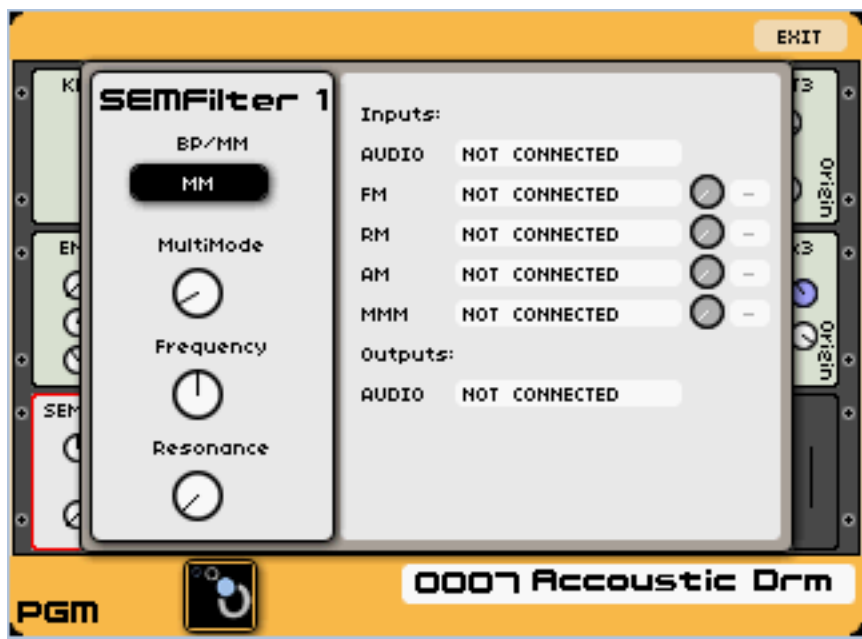 EXIT
SEMFilter 1
BP/MM
MM
MultiMode
Frequency
Resonance
Inputs:
AUDIO NOT CONNECTED
FM NOT CONNECTED -
RM NOT CONNECTED -
AM NOT CONNECTED -
MMM NOT CONNECTED -
Outputs:
AUDIO NOT CONNECTED
Origin
Origin
PGM
0007 Accoustic Drm